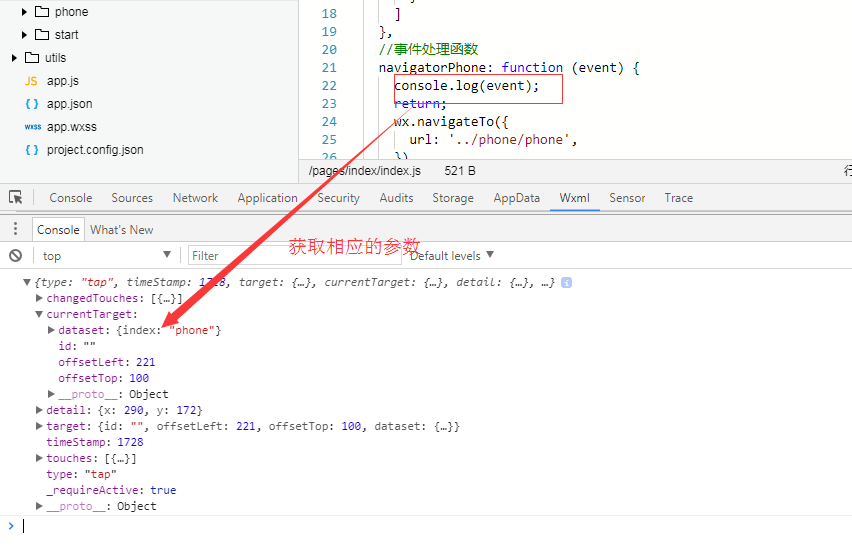 phone
start
utils
JS app.js
{ } app.json
wxss app.wxss
{ } project.config.json
18 ]
19 },
20 //事件处理函数
21 navigatorPhone: function (event) {
22 console.log(event);
23 return;
24 wx.navigateTo({
25 url: '../phone/phone',
26 })
/pages/index/index.js 521 B 行
Console Sources Network Application Security Audits Storage AppData Wxml Sensor Trace
Console What's New
top Filter Default levels
获取相应的参数
{type: "tap", timeStamp: 1728, target: {…}, currentTarget: {…}, detail: {…}, …}
changedTouches: [{…}]
currentTarget:
dataset: {index: "phone"}
id: ""
offsetLeft: 221
offsetTop: 100
__proto__: Object
detail: {x: 290, y: 172}
target: {id: "", offsetLeft: 221, offsetTop: 100, dataset: {…}}
timeStamp: 1728
touches: [{…}]
type: "tap"
_requireActive: true
__proto__: Object